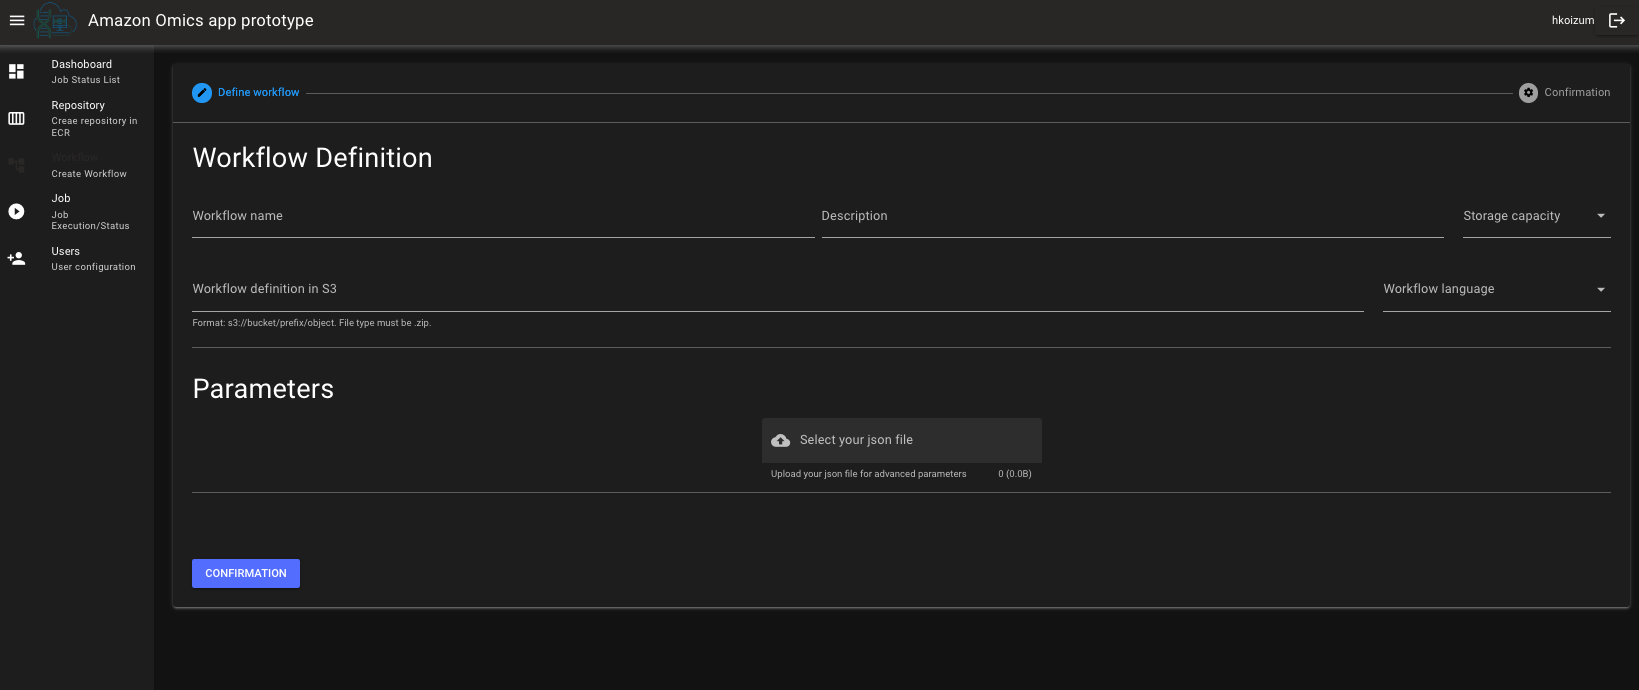 Amazon Omics app prototype
hkoizum
Dashoboard
Job Status List
Repository
Creae repository in
ECR
Workflow
Create Workflow
Job
Job
Execution/Status
Users
User configuration
Define workflow
Confirmation
Workflow Definition
Workflow name
Description
Storage capacity
Workflow definition in S3
Workflow language
Format: s3://bucket/prefix/object. File type must be .zip.
Parameters
Select your json file
Upload your json file for advanced parameters
0 (0.0B)
CONFIRMATION